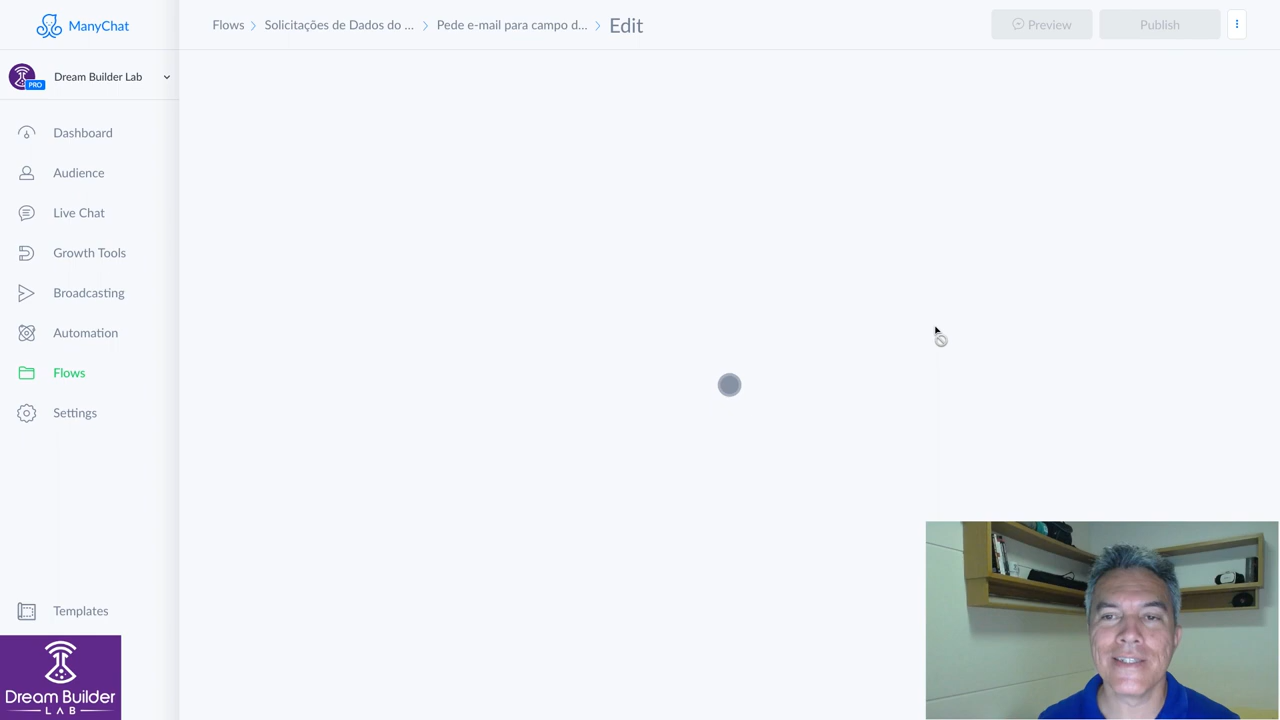 ManyChat
Flows
Solicitações de Dados do ...
Pede e-mail para campo d...
Edit
Preview
Publish
PRO
Dream Builder Lab
Dashboard
Audience
Live Chat
Growth Tools
Broadcasting
Automation
Flows
Settings
Templates
Dream Builder
LAB